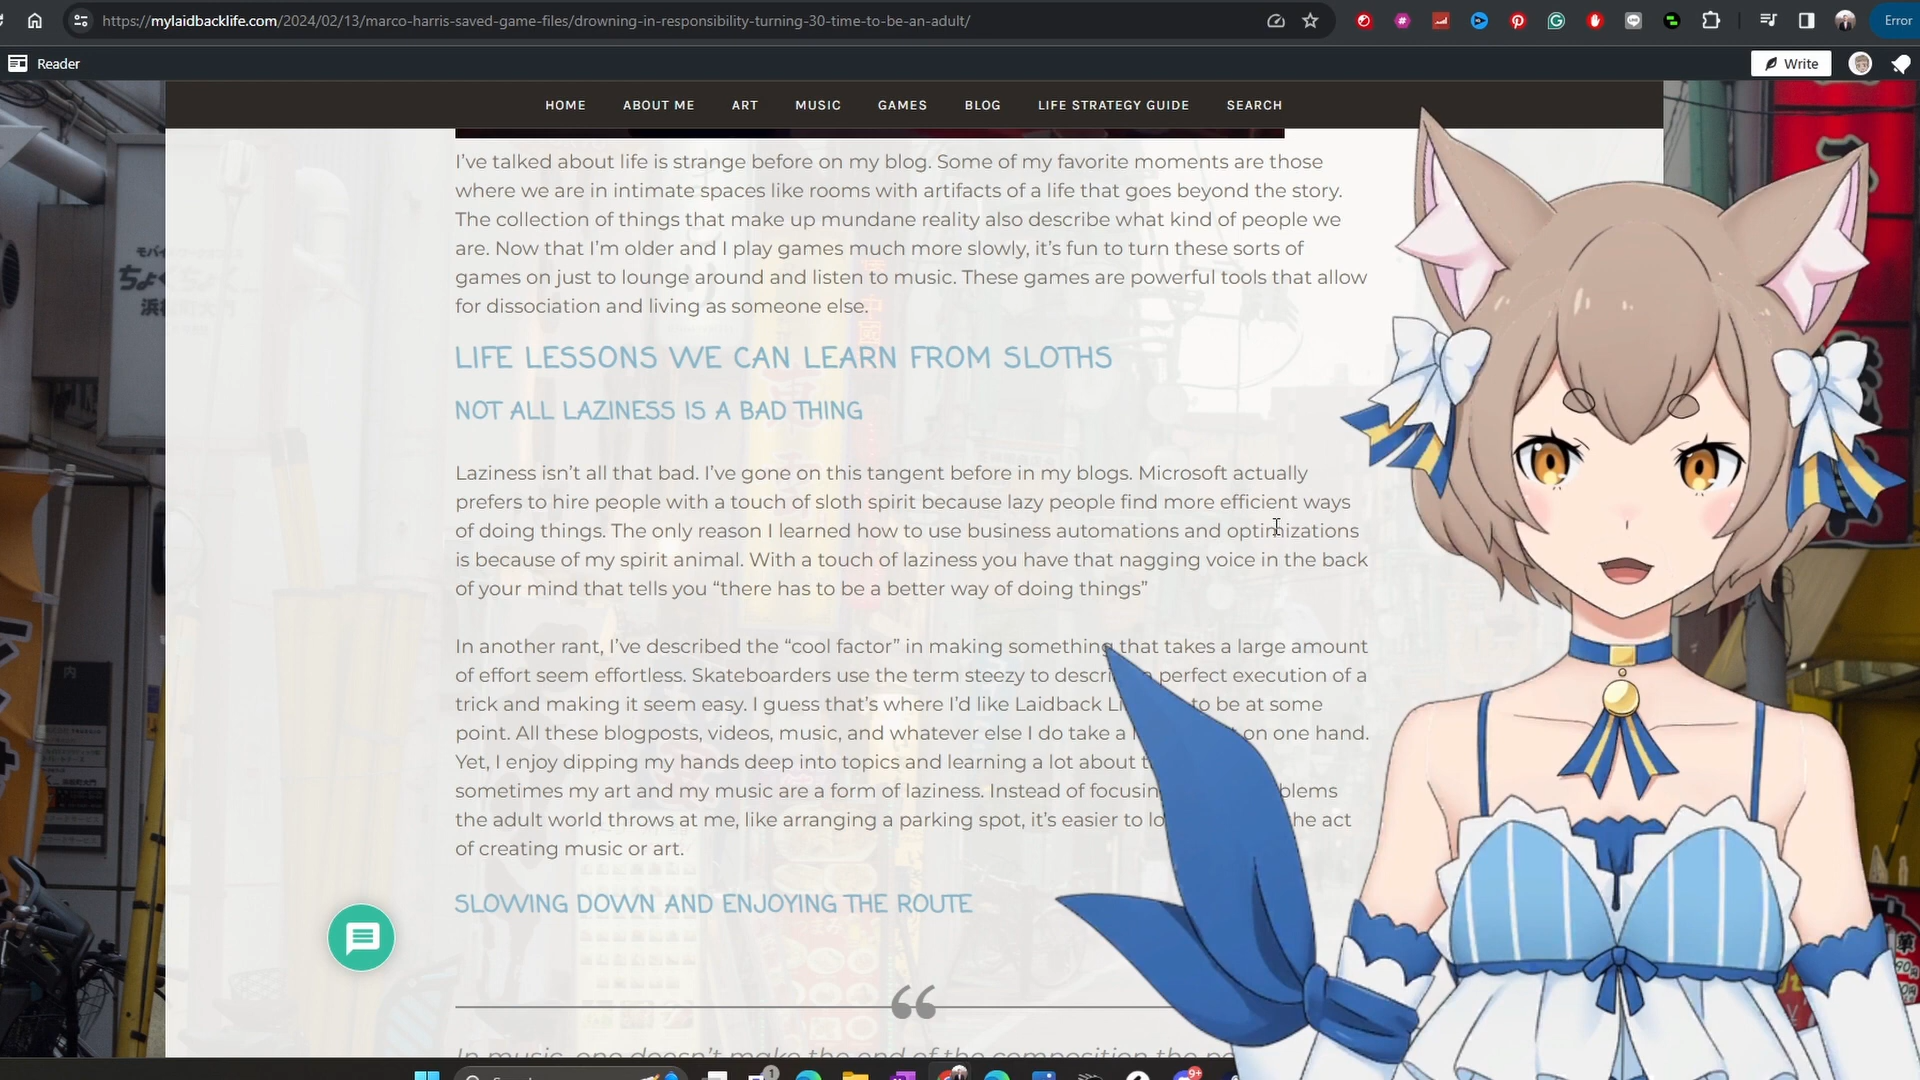 https://mylaidbacklife.com/2024/02/13/marco-harris-saved-game-files/drowning-in-responsibility-turning-30-time-to-be-an-adult/
Error
Reader
Write
HOME ABOUT ME ART MUSIC GAMES BLOG LIFE STRATEGY GUIDE SEARCH
I’ve talked about life is strange before on my blog. Some of my favorite moments are those
where we are in intimate spaces like rooms with artifacts of a life that goes beyond the story.
The collection of things that make up mundane reality also describe what kind of people we
are. Now that I’m older and I play games much more slowly, it’s fun to turn these sorts of
games on just to lounge around and listen to music. These games are powerful tools that allow
for dissociation and living as someone else.
LIFE LESSONS WE CAN LEARN FROM SLOTHS
NOT ALL LAZINESS IS A BAD THING
Laziness isn’t all that bad. I’ve gone on this tangent before in my blogs. Microsoft actually
prefers to hire people with a touch of sloth spirit because lazy people find more efficient ways
of doing things. The only reason I learned how to use business automations and optimizations
is because of my spirit animal. With a touch of laziness you have that nagging voice in the back
of your mind that tells you “there has to be a better way of doing things”
In another rant, I’ve described the “cool factor” in making something that takes a large amount
of effort seem effortless. Skateboarders use the term steezy to perfect execution of a
trick and making it seem easy. I guess that’s where I’d like Laidback to be at some
point. All these blogposts, videos, music, and whatever else I do take a on one hand.
Yet, I enjoy dipping my hands deep into topics and learning a lot about
sometimes my art and my music are a form of laziness. Instead of
the adult world throws at me, like arranging a parking spot, it’s easier to the act
of creating music or art.
SLOWING DOWN AND ENJOYING THE ROUTE
“
In music, one doesn’t make the end of the composition the